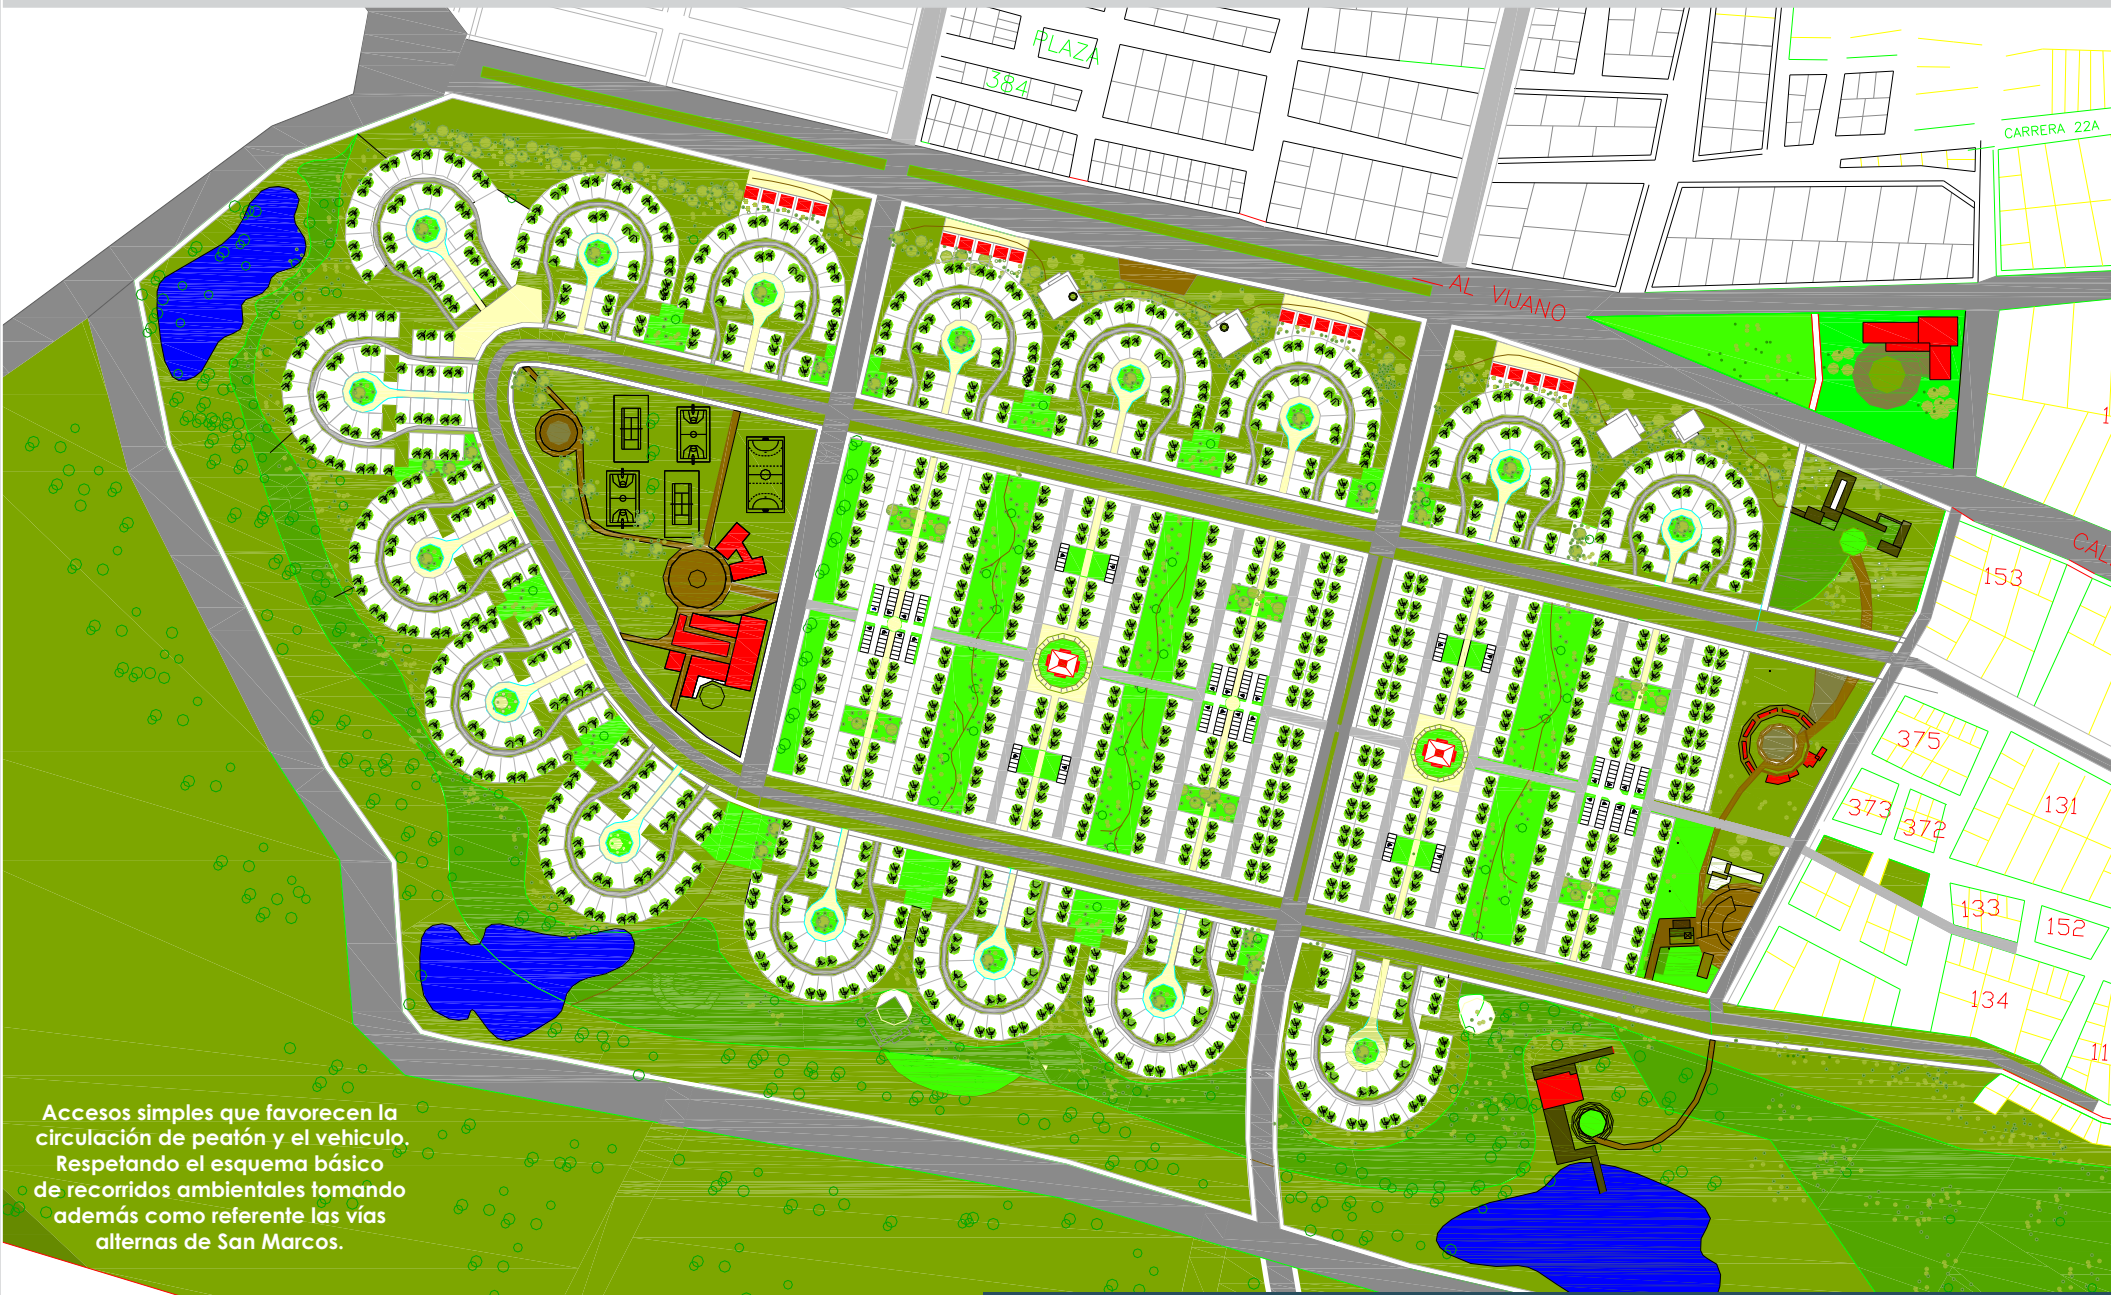 PLAZA
384
CARRERA 22A
AL VIJANO
153
375
373
372
131
133
152
134
11
Accesos simples que favorecen la
circulación de peatón y el vehiculo.
Respetando el esquema básico
de recorridos ambientales tomando
además como referente las vías
alternas de San Marcos.